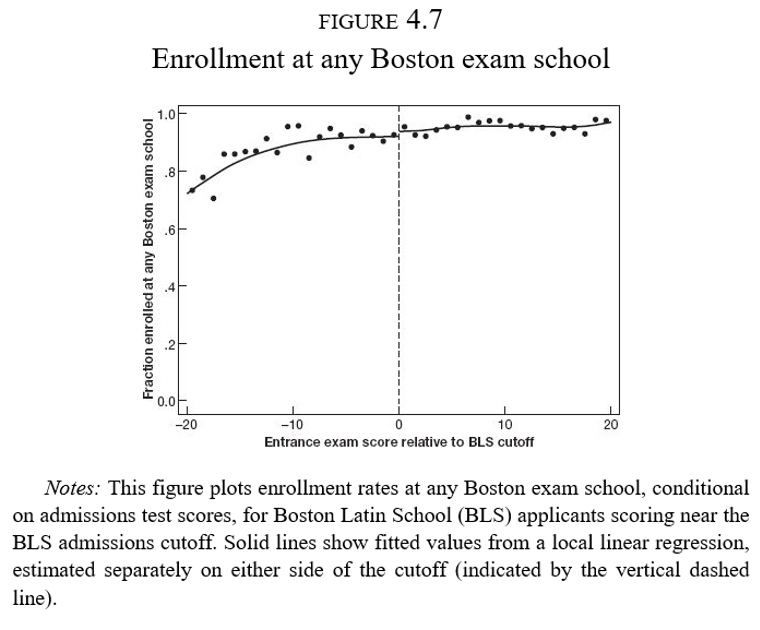 FIGURE 4.7
Enrollment at any Boston exam school
Fraction enrolled at any Boston exam school
1.0
.8
.6
.4
.2
0.0
−20
−10
0
10
20
Entrance exam score relative to BLS cutoff
Notes: This figure plots enrollment rates at any Boston exam school, conditional
on admissions test scores, for Boston Latin School (BLS) applicants scoring near the
BLS admissions cutoff. Solid lines show fitted values from a local linear regression,
estimated separately on either side of the cutoff (indicated by the vertical dashed
line).